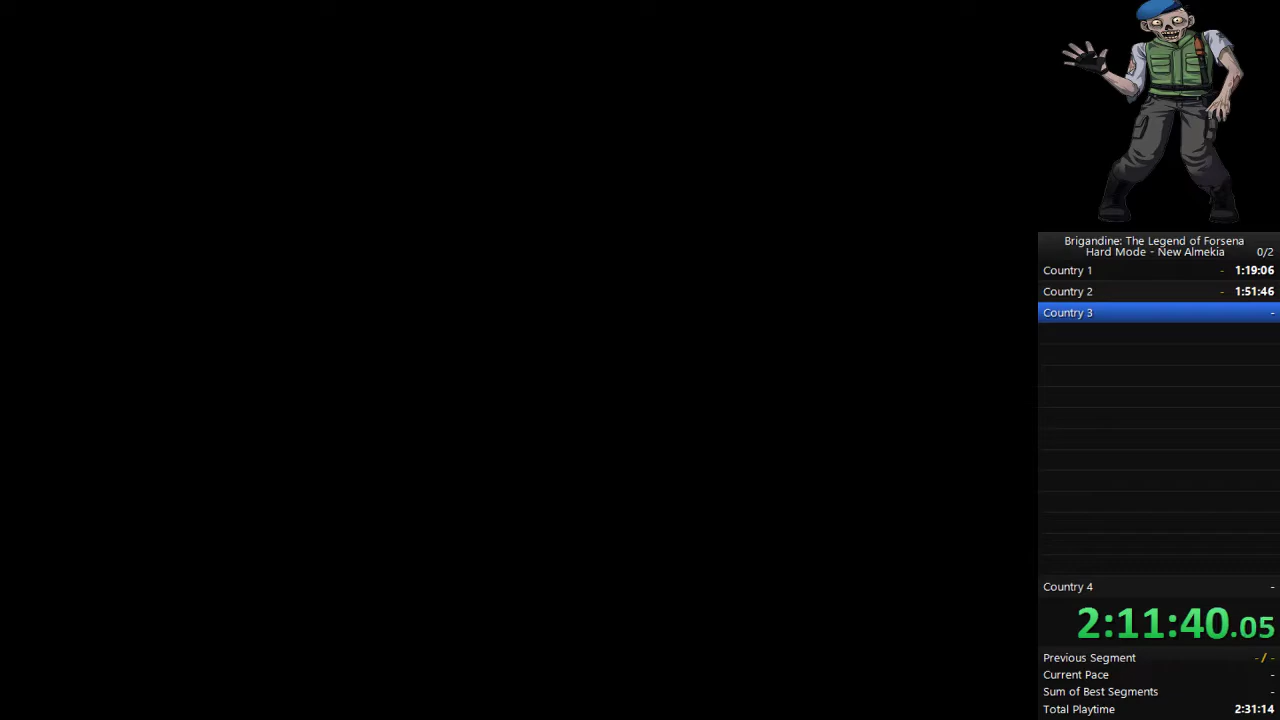 Brigandine: The Legend of Forsena
Hard Mode - New Almekia 0/2
Country 1 - 1:19:06
Country 2 - 1:51:46
Country 3 -
Country 4 -
2:11:40.05
Previous Segment - / -
Current Pace -
Sum of Best Segments -
Total Playtime 2:31:14